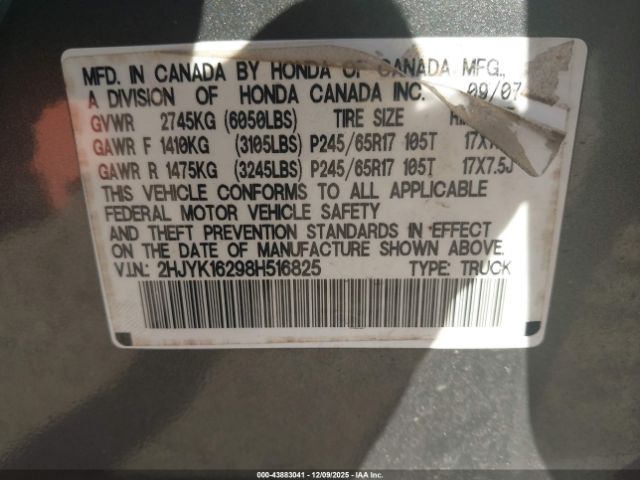 MFD. IN CANADA BY HONDA OF CANADA MFG.,
A DIVISION OF HONDA CANADA INC. 09/07
GVWR 2745KG (6050LBS) TIRE SIZE
GAWR F 1410KG (3105LBS) P245/65R17 105T 17X7
GAWR R 1475KG (3245LBS) P245/65R17 105T 17X7.5J
THIS VEHICLE CONFORMS TO ALL APPLICABLE
FEDERAL MOTOR VEHICLE SAFETY
AND THEFT PREVENTION STANDARDS IN EFFECT
ON THE DATE OF MANUFACTURE SHOWN ABOVE.
V.I.N.: 2HJYK16298H516825 TYPE: TRUCK
000-43883041 - 12/09/2025 - IAA Inc.